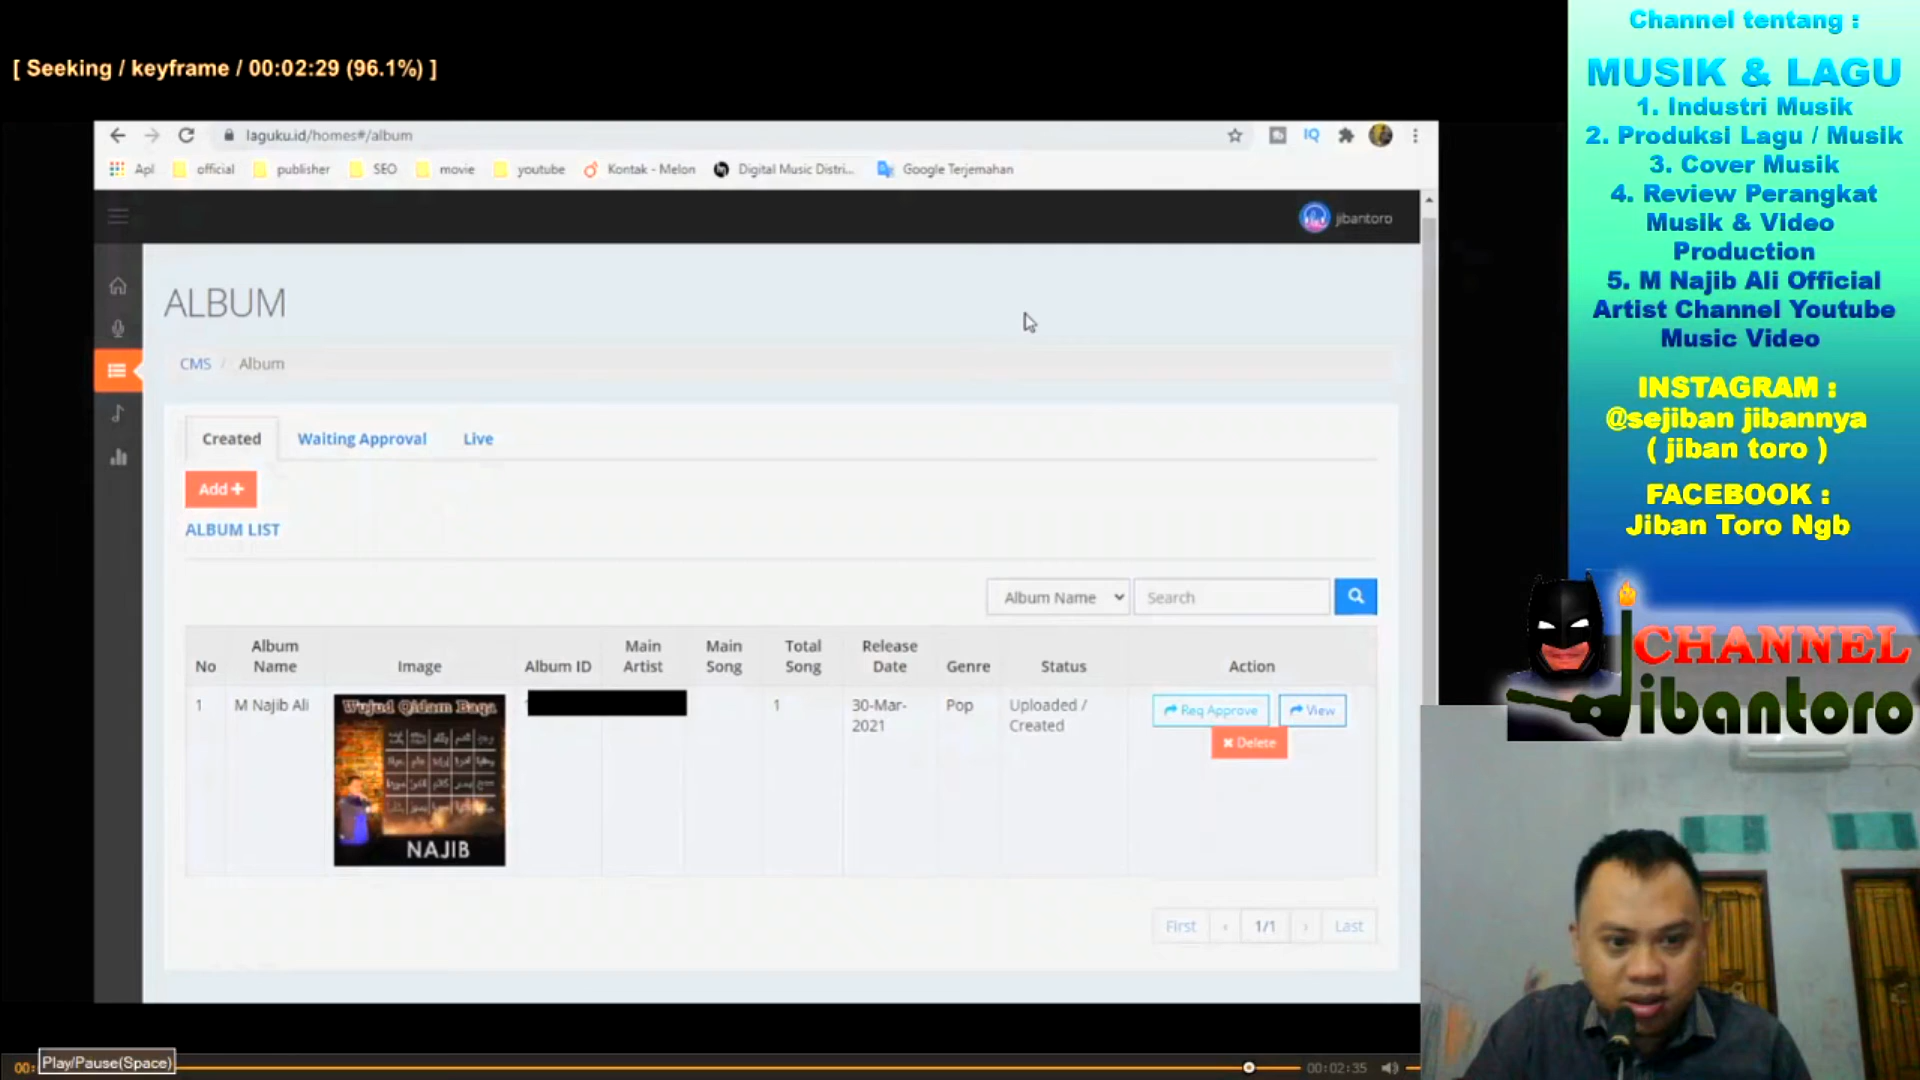 [ Seeking / keyframe / 00:02:29 (96.1%) ]
laguku.id/homes#/album
IQ
Apl
official
publisher
SEO
movie
youtube
Kontak - Melon
Digital Music Distri...
Google Terjemahan
jibantoro
ALBUM
CMS / Album
Created
Waiting Approval
Live
Add +
ALBUM LIST
Album Name
Search
No
Album Name
Image
Album ID
Main Artist
Main Song
Total Song
Release Date
Genre
Status
Action
1
M Najib Ali
Wujud Qidam Baqa
NAJIB
1
30-Mar-
2021
Pop
Uploaded /
Created
Req Approve
View
Delete
First
1/1
Last
Play/Pause(Space)
00:02:35
Channel tentang :
MUSIK & LAGU
1. Industri Musik
2. Produksi Lagu / Musik
3. Cover Musik
4. Review Perangkat
Musik & Video
Production
5. M Najib Ali Official
Artist Channel Youtube
Music Video
INSTAGRAM :
@sejiban jibannya
( jiban toro )
FACEBOOK :
Jiban Toro Ngb
CHANNEL
Jibantoro